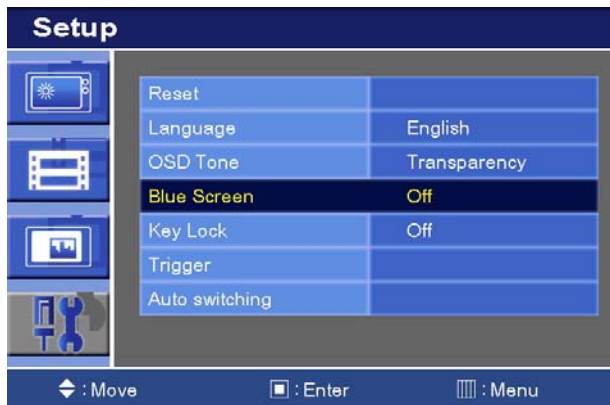 Setup
Reset
Language English
OSD Tone Transparency
Blue Screen Off
Key Lock Off
Trigger
Auto switching
: Move : Enter : Menu